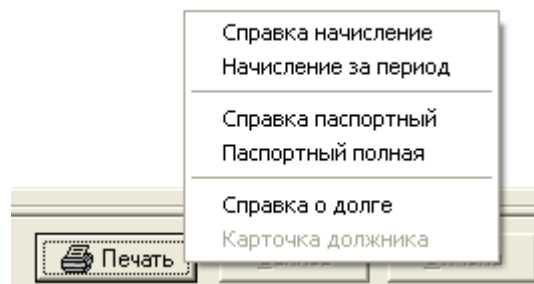 Справка начисление
Начисление за период
Справка паспортный
Паспортный полная
Справка о долге
Карточка должника
Печать